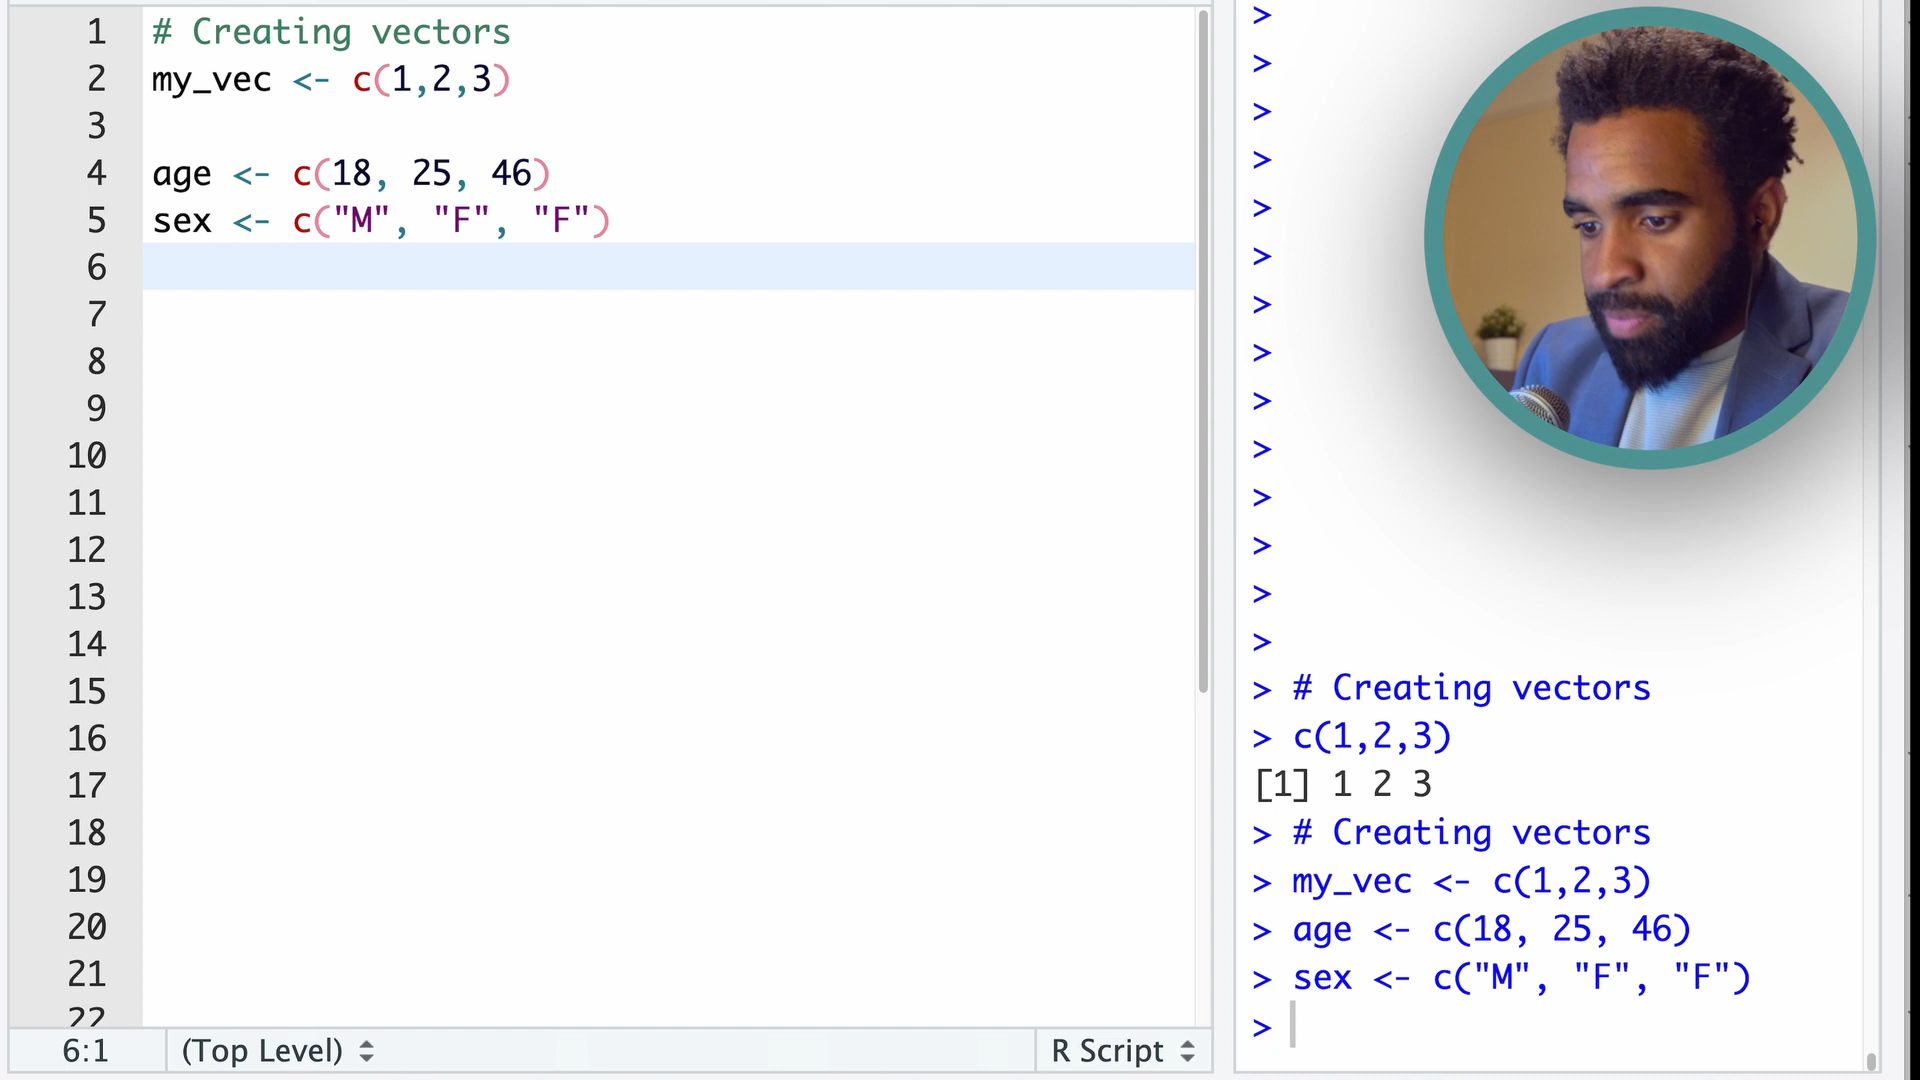 1 # Creating vectors
2 my_vec <- c(1,2,3)
3
4 age <- c(18, 25, 46)
5 sex <- c("M", "F", "F")
6
7
8
9
10
11
12
13
14
15
16
17
18
19
20
21
22
6:1 (Top Level) R Script
>
>
>
>
>
>
>
>
>
>
>
>
>
>
> # Creating vectors
> c(1,2,3)
[1] 1 2 3
> # Creating vectors
> my_vec <- c(1,2,3)
> age <- c(18, 25, 46)
> sex <- c("M", "F", "F")
>